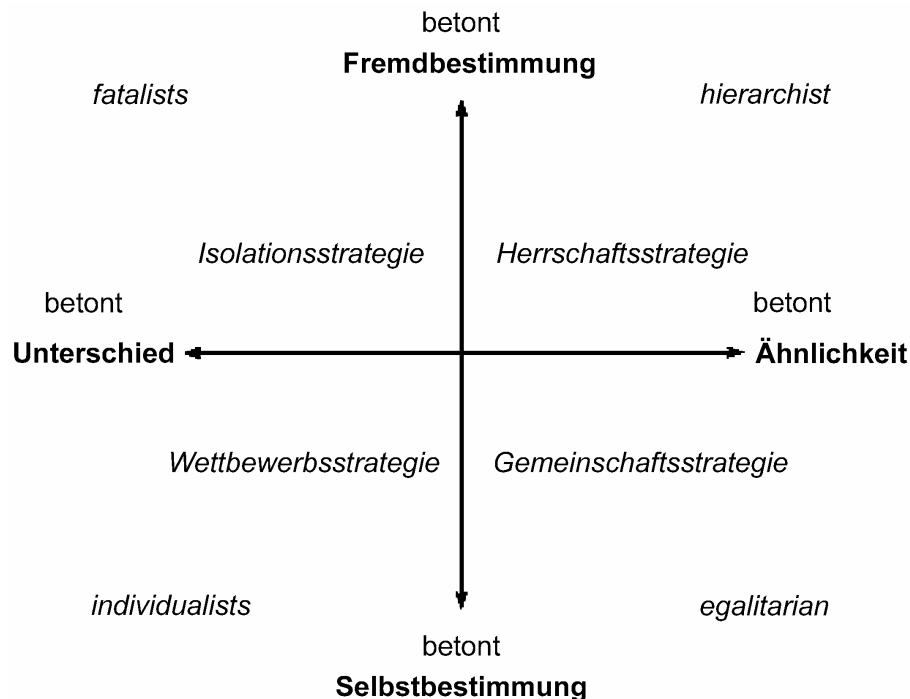 betont
Fremdbestimmung
fatalists
hierarchist
Isolationsstrategie
Herrschaftsstrategie
betont
betont
Unterschied
Ähnlichkeit
Wettbewerbsstrategie
Gemeinschaftsstrategie
individualists
egalitarian
betont
Selbstbestimmung